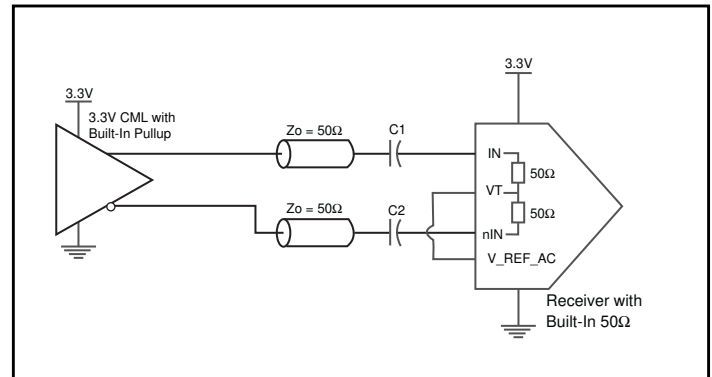 3.3V
3.3V
3.3V CML with
Built-In Pullup
Zo = 50Ω
C1
IN
50Ω
VT
Zo = 50Ω
C2
50Ω
nIN
V_REF_AC
Receiver with
Built-In 50Ω